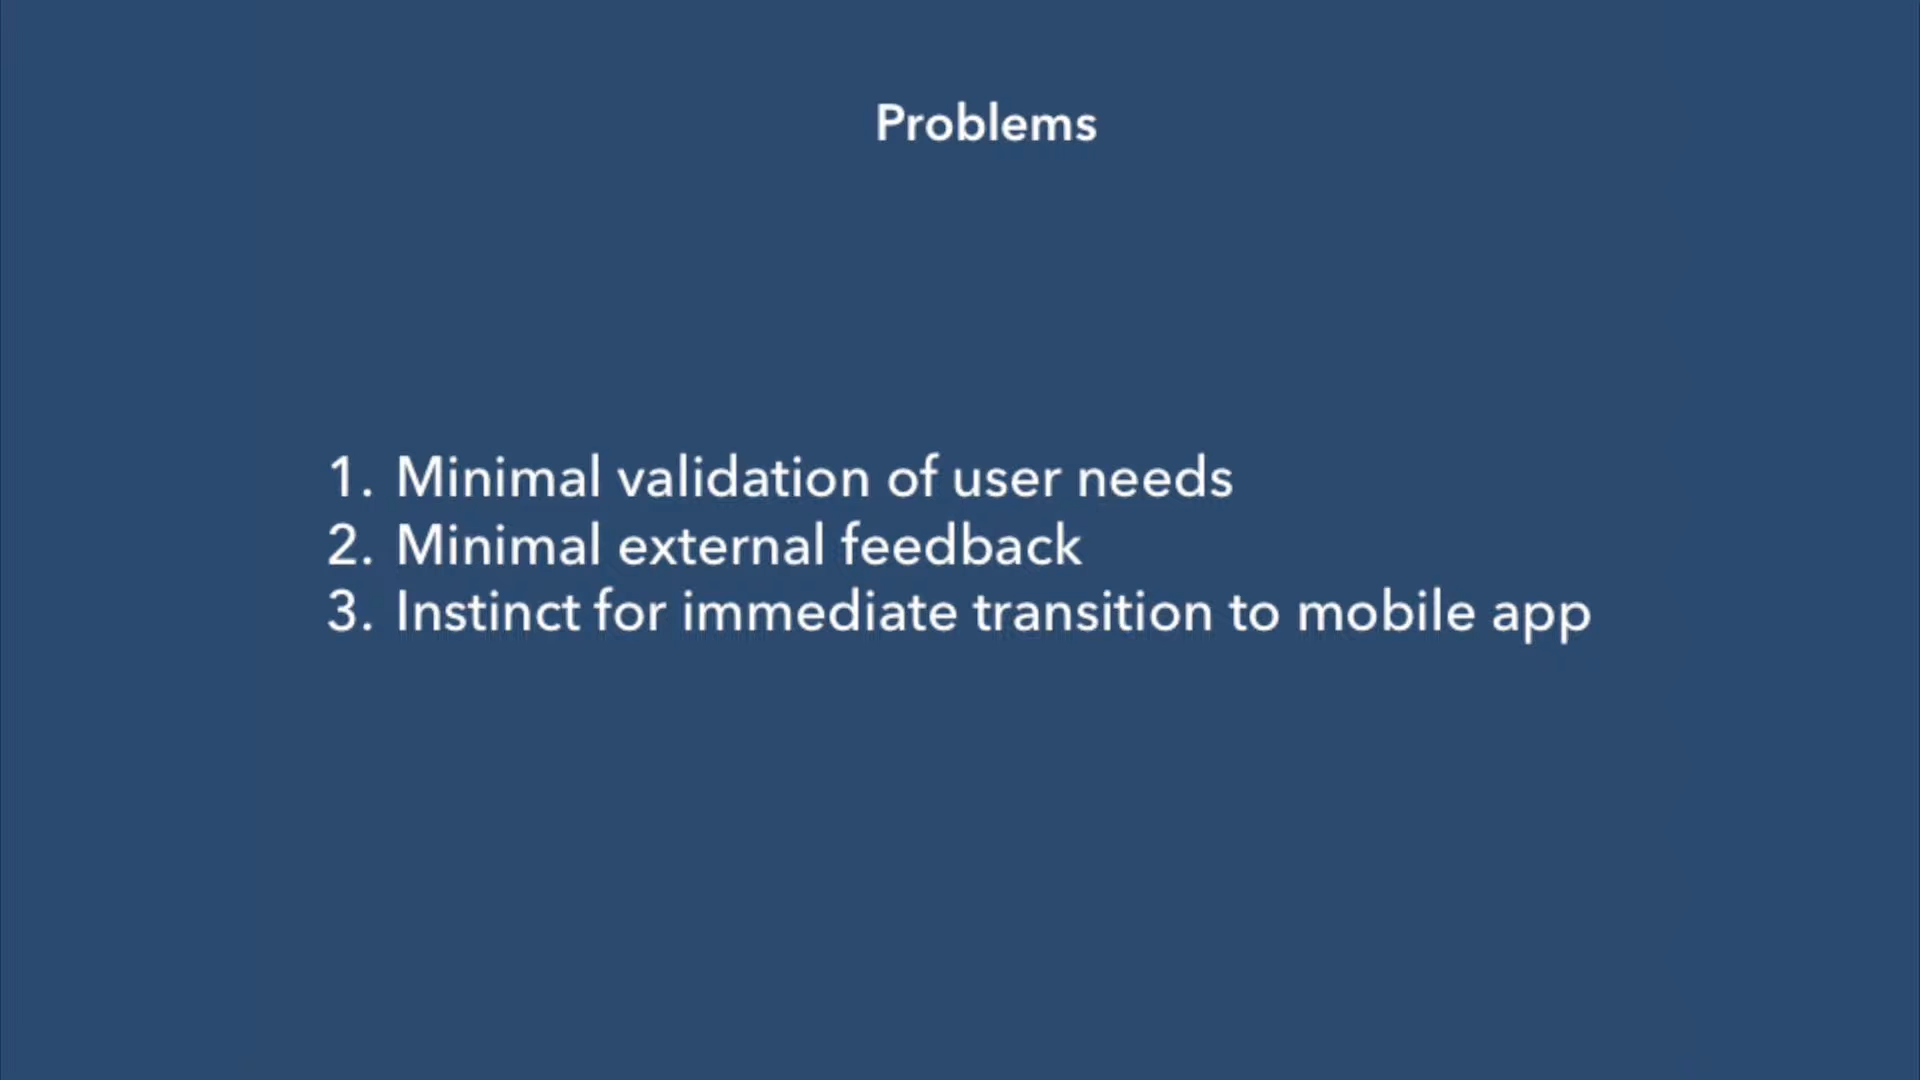 Problems
1. Minimal validation of user needs
2. Minimal external feedback
3. Instinct for immediate transition to mobile app